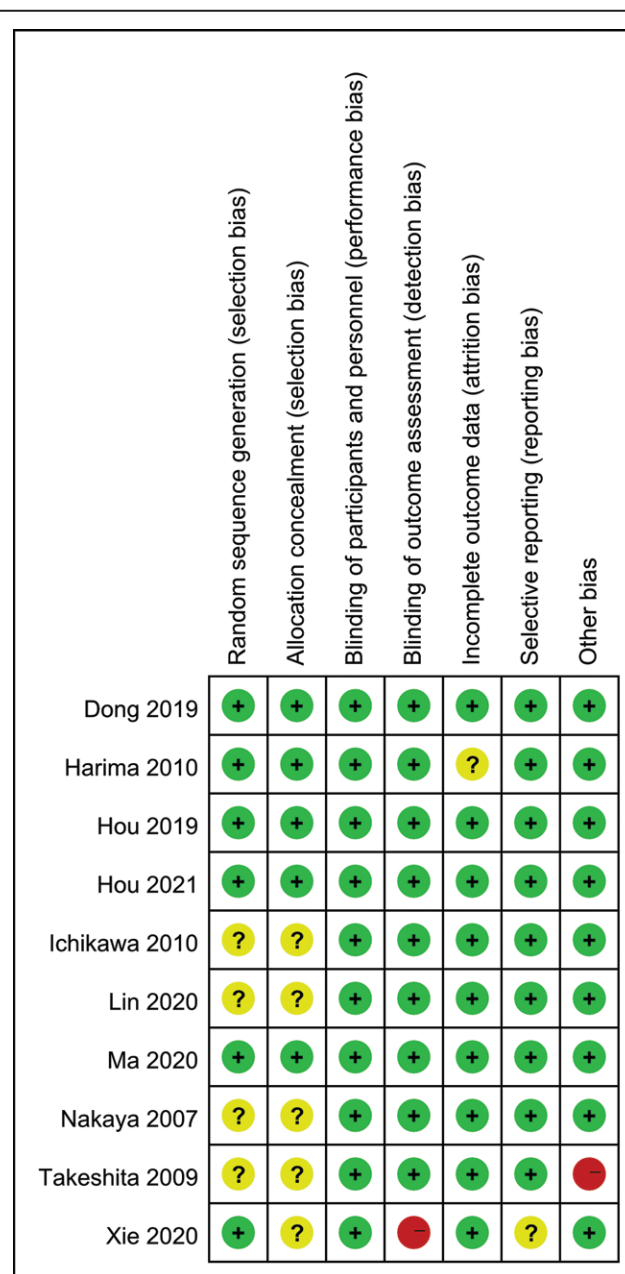 Random sequence generation (selection bias)
Allocation concealment (selection bias)
Blinding of participants and personnel (performance bias)
Blinding of outcome assessment (detection bias)
Incomplete outcome data (attrition bias)
Selective reporting (reporting bias)
Other bias
Dong 2019 + + + + + + +
Harima 2010 + + + + ? + +
Hou 2019 + + + + + + +
Hou 2021 + + + + + + +
Ichikawa 2010 ? ? + + + + +
Lin 2020 ? ? + + + + +
Ma 2020 + + + + + + +
Nakaya 2007 ? ? + + + + +
Takeshita 2009 ? ? + + + + –
Xie 2020 + ? + – + ? +